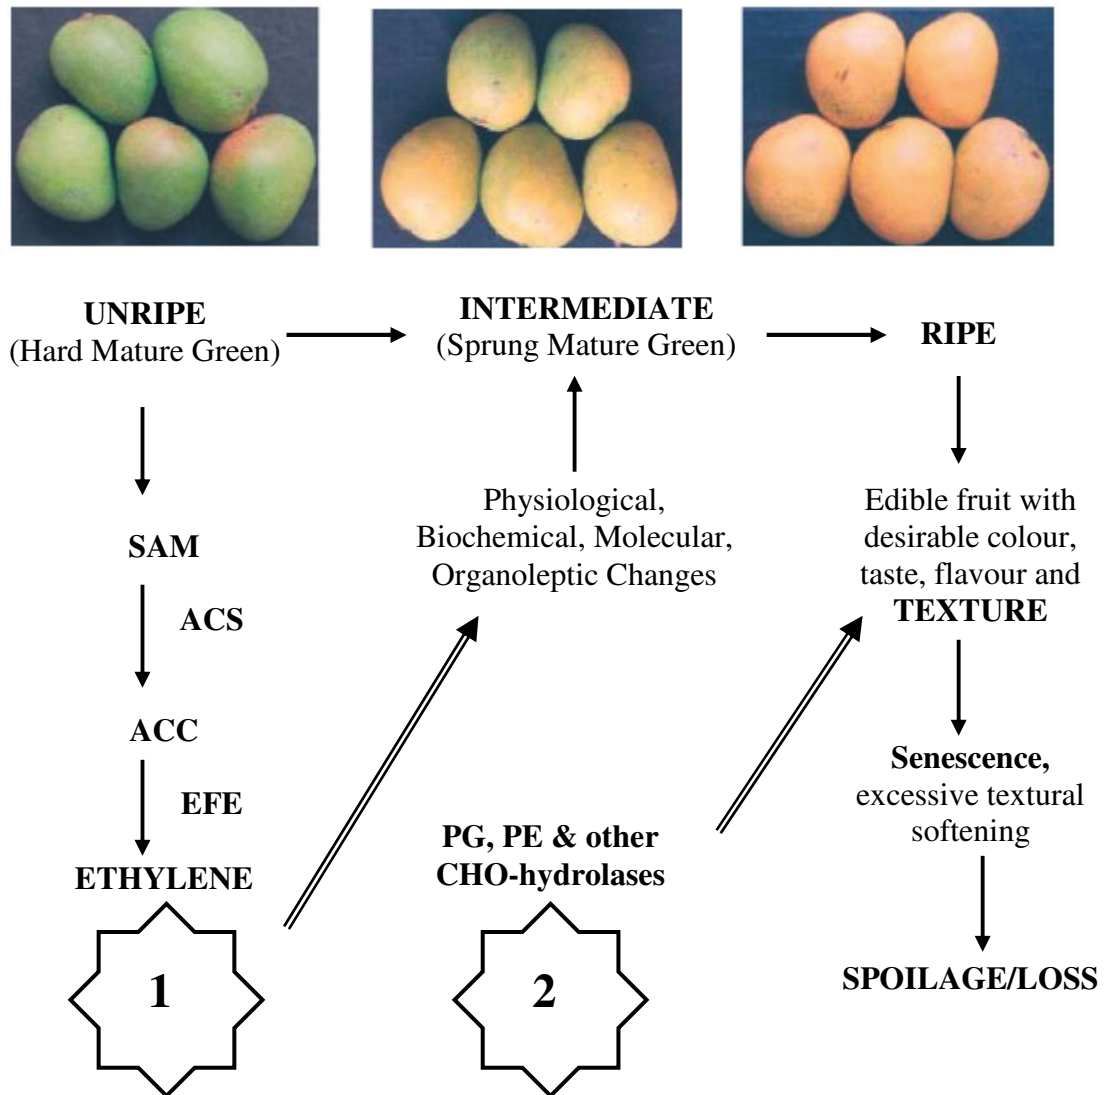 UNRIPE
(Hard Mature Green)
INTERMEDIATE
(Sprung Mature Green)
RIPE
SAM
ACS
ACC
EFE
ETHYLENE
1
Physiological,
Biochemical, Molecular,
Organoleptic Changes
PG, PE & other
CHO-hydrolases
2
Edible fruit with
desirable colour,
taste, flavour and
TEXTURE
Senescence,
excessive textural
softening
SPOILAGE/LOSS